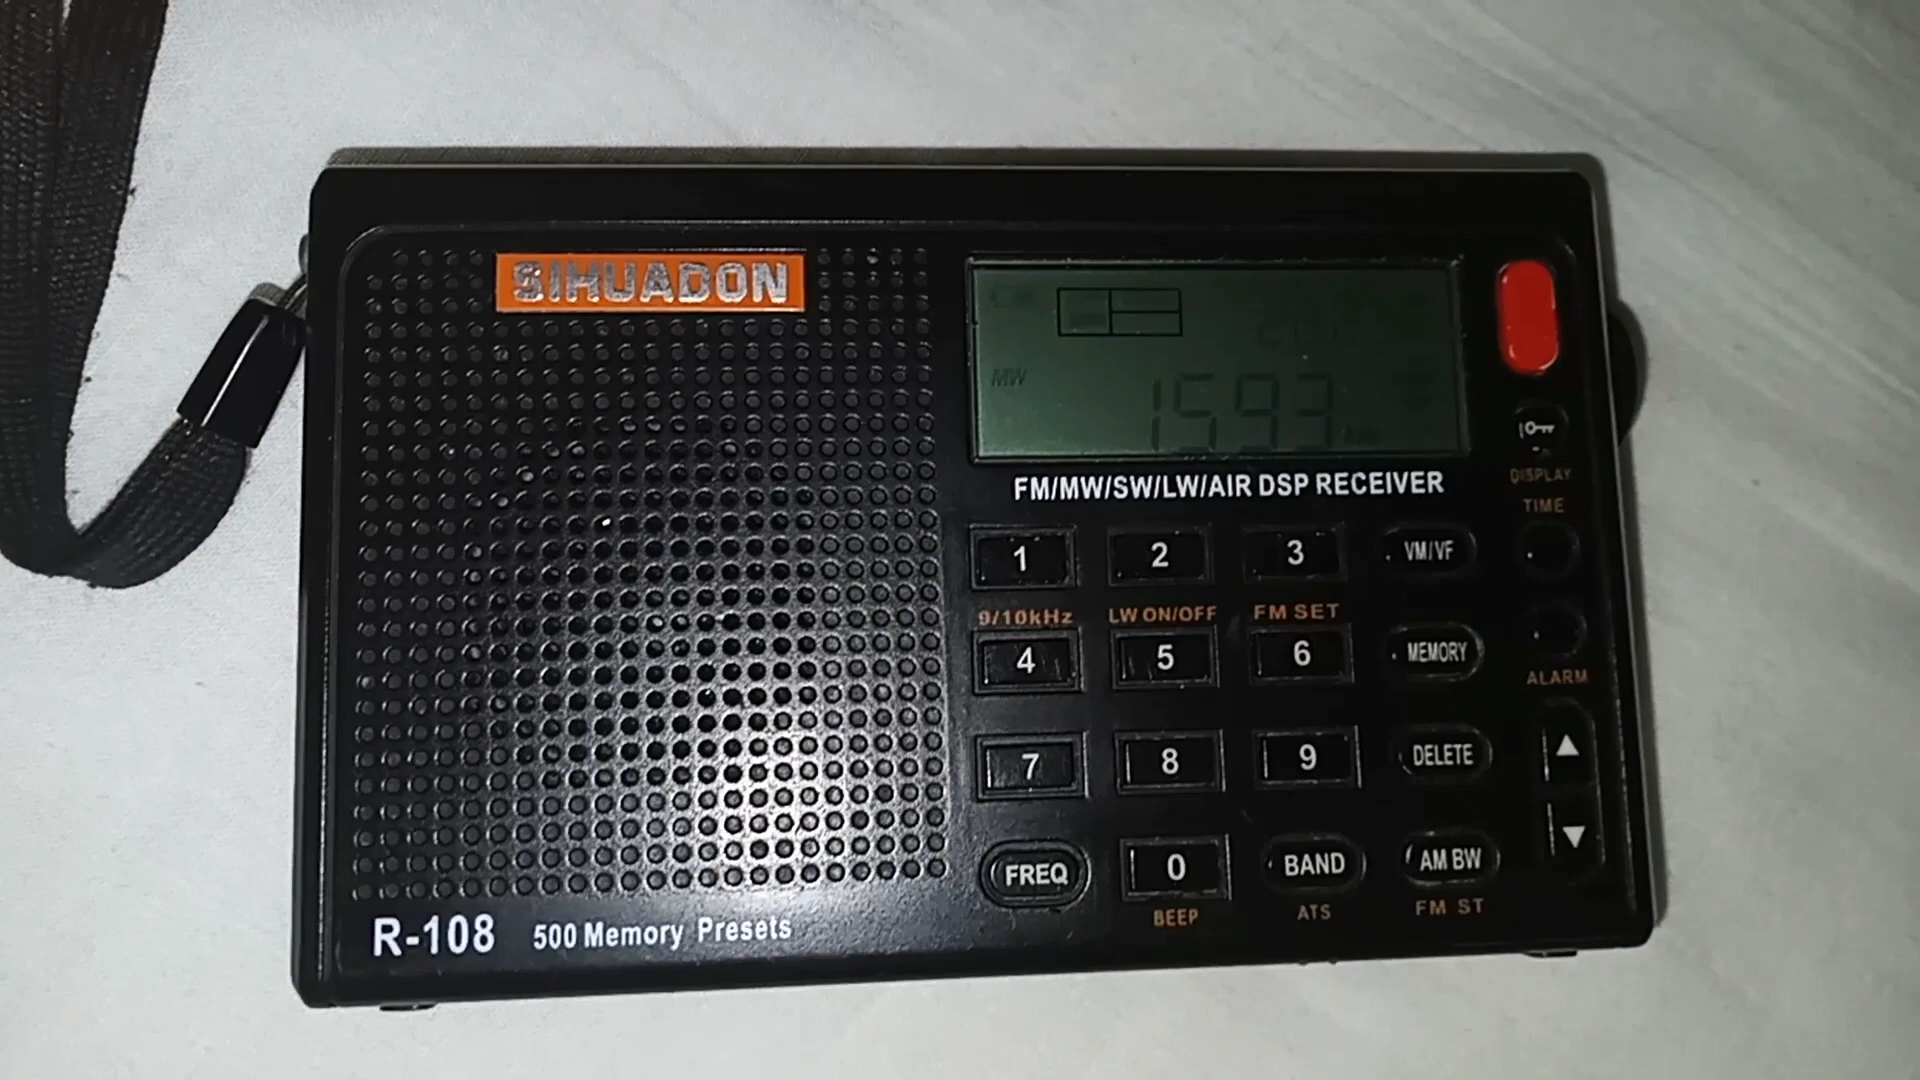 SIHUADON
MW
1593
FM/MW/SW/LW/AIR DSP RECEIVER
DISPLAY
TIME
1 2 3 VM/VF
9/10kHz LW ON/OFF FM SET
4 5 6 MEMORY
ALARM
7 8 9 DELETE
FREQ 0 BAND AM BW
BEEP ATS FM ST
R-108 500 Memory Presets